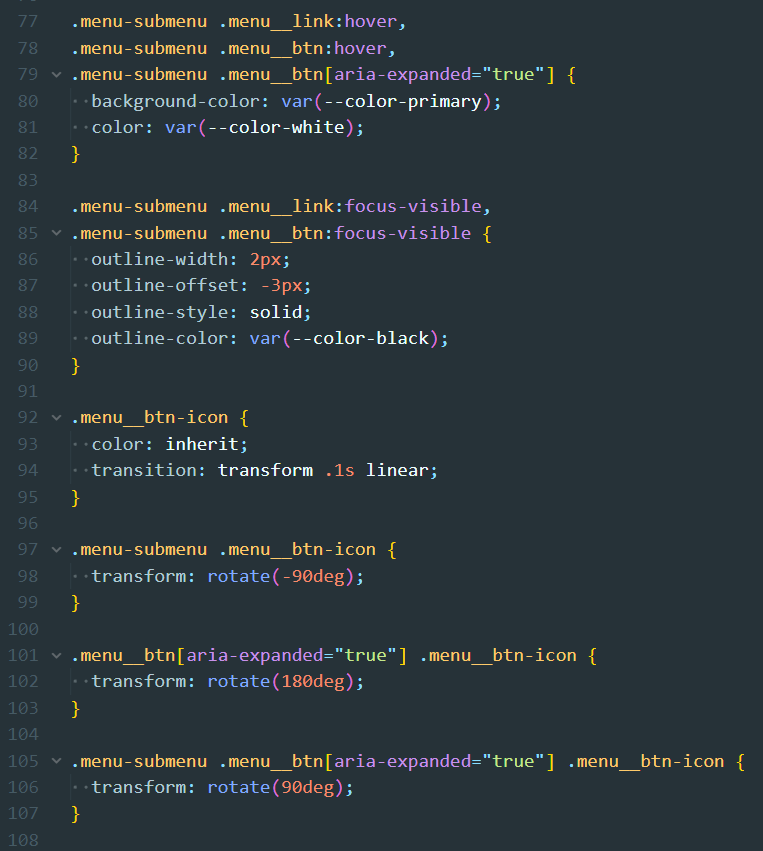 77 .menu-submenu .menu__link:hover,
78 .menu-submenu .menu__btn:hover,
79 .menu-submenu .menu__btn[aria-expanded="true"] {
80   background-color: var(--color-primary);
81   color: var(--color-white);
82 }
83
84 .menu-submenu .menu__link:focus-visible,
85 .menu-submenu .menu__btn:focus-visible {
86   outline-width: 2px;
87   outline-offset: -3px;
88   outline-style: solid;
89   outline-color: var(--color-black);
90 }
91
92 .menu__btn-icon {
93   color: inherit;
94   transition: transform .1s linear;
95 }
96
97 .menu-submenu .menu__btn-icon {
98   transform: rotate(-90deg);
99 }
100
101 .menu__btn[aria-expanded="true"] .menu__btn-icon {
102   transform: rotate(180deg);
103 }
104
105 .menu-submenu .menu__btn[aria-expanded="true"] .menu__btn-icon {
106   transform: rotate(90deg);
107 }
108